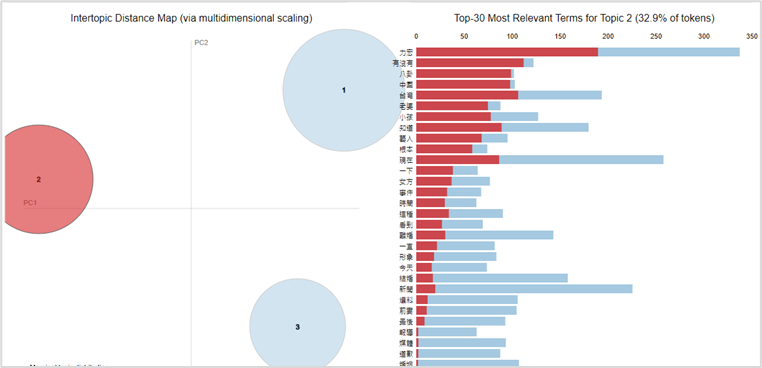 Intertopic Distance Map (via multidimensional scaling)
PC2
1
2
PC1
3
Top-30 Most Relevant Terms for Topic 2 (32.9% of tokens)
0 50 100 150 200 250 300 350
力宏
有沒有
八卦
中國
台灣
老婆
小孩
知道
藝人
根本
現在
一下
女方
事件
時間
這種
看到
離婚
一直
形象
今天
結婚
新聞
爆料
前妻
最後
報導
媒體
道歉